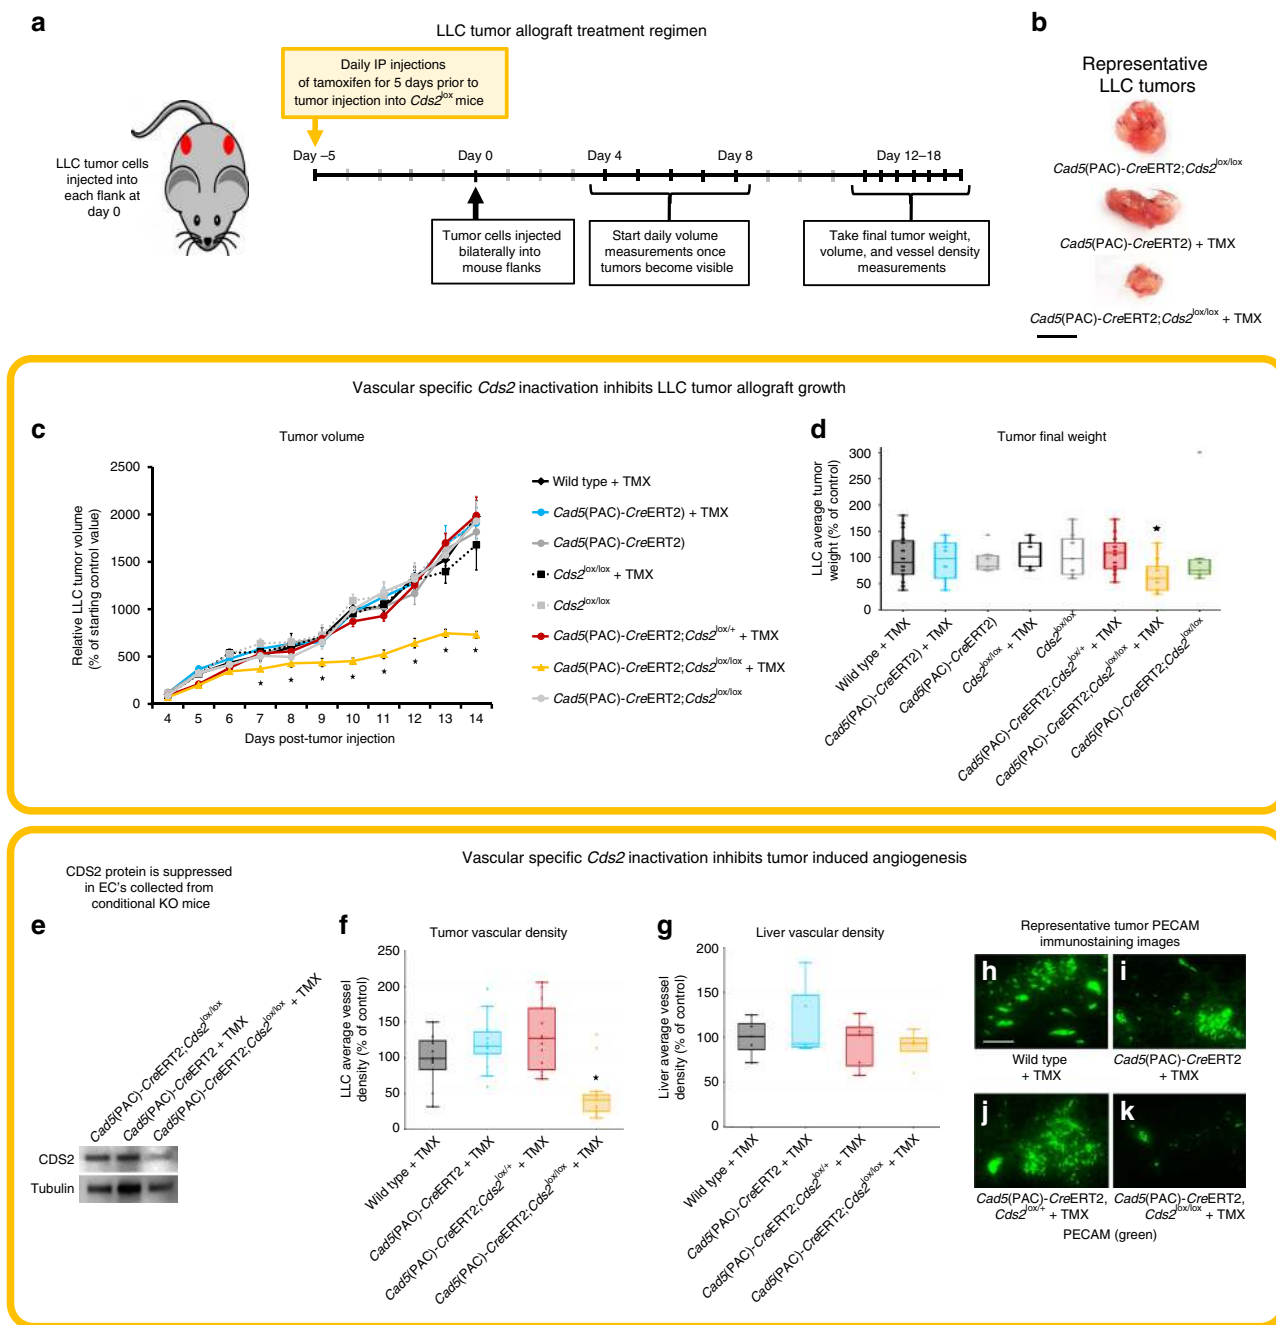 a
LLC tumor allograft treatment regimen
Daily IP injections
of tamoxifen for 5 days prior to
tumor injection into Cds2lox mice
LLC tumor cells
injected into
each flank at
day 0
Day –5
Day 0
Day 4
Day 8
Day 12–18
Tumor cells injected
bilaterally into
mouse flanks
Start daily volume
measurements once
tumors become visible
Take final tumor weight,
volume, and vessel density
measurements
b
Representative
LLC tumors
Cad5(PAC)-CreERT2;Cds2lox/lox
Cad5(PAC)-CreERT2) + TMX
Cad5(PAC)-CreERT2;Cds2lox/lox + TMX
Vascular specific Cds2 inactivation inhibits LLC tumor allograft growth
c
Tumor volume
Relative LLC tumor volume
(% of starting control value)
2500
2000
1500
1000
500
0
4 5 6 7 8 9 10 11 12 13 14
Days post-tumor injection
Wild type + TMX
Cad5(PAC)-CreERT2) + TMX
Cad5(PAC)-CreERT2)
Cds2lox/lox + TMX
Cds2lox/lox
Cad5(PAC)-CreERT2;Cds2lox/+ + TMX
Cad5(PAC)-CreERT2;Cds2lox/lox + TMX
Cad5(PAC)-CreERT2;Cds2lox/lox
d
Tumor final weight
LLC average tumor
weight (% of control)
300
200
150
100
50
0
Wild type + TMX
Cad5(PAC)-CreERT2) + TMX
Cad5(PAC)-CreERT2)
Cds2lox/lox + TMX
Cds2lox/lox
Cad5(PAC)-CreERT2;Cds2lox/+ + TMX
Cad5(PAC)-CreERT2;Cds2lox/lox + TMX
Cad5(PAC)-CreERT2;Cds2lox/lox
Vascular specific Cds2 inactivation inhibits tumor induced angiogenesis
CDS2 protein is suppressed
in EC's collected from
conditional KO mice
e
Cad5(PAC)-CreERT2;Cds2lox/lox
Cad5(PAC)-CreERT2 + TMX
Cad5(PAC)-CreERT2;Cds2lox/lox + TMX
CDS2
Tubulin
f
Tumor vascular density
LLC average vessel
density (% of control)
250
200
150
100
50
0
Wild type + TMX
Cad5(PAC)-CreERT2 + TMX
Cad5(PAC)-CreERT2;Cds2lox/+ + TMX
Cad5(PAC)-CreERT2;Cds2lox/lox + TMX
g
Liver vascular density
Liver average vessel
density (% of control)
200
150
100
50
0
Wild type + TMX
Cad5(PAC)-CreERT2 + TMX
Cad5(PAC)-CreERT2;Cds2lox/+ + TMX
Cad5(PAC)-CreERT2;Cds2lox/lox + TMX
Representative tumor PECAM
immunostaining images
h
i
Wild type
+ TMX
Cad5(PAC)-CreERT2
+ TMX
j
k
Cad5(PAC)-CreERT2,
Cds2lox/+ + TMX
Cad5(PAC)-CreERT2,
Cds2lox/lox + TMX
PECAM (green)